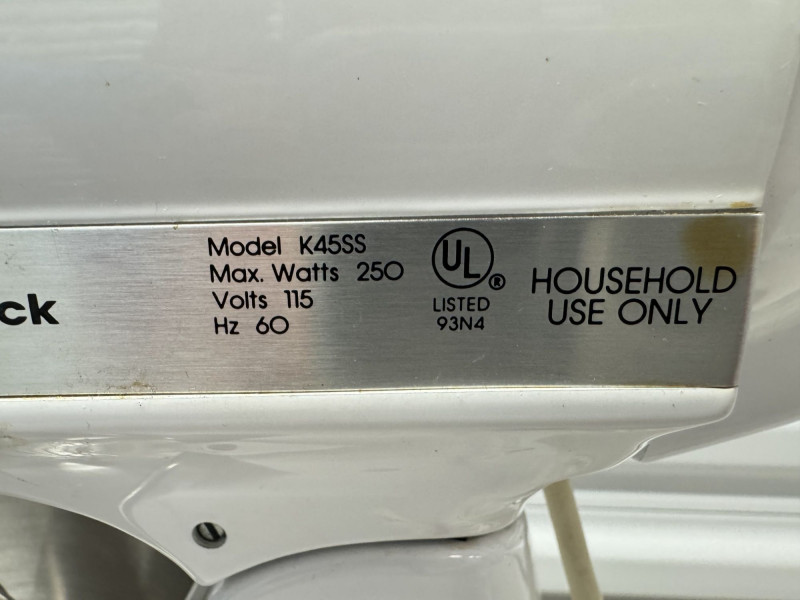 ck
Model K45SS
Max. Watts 250
Volts 115
Hz 60
UL ®
LISTED
93N4
HOUSEHOLD
USE ONLY